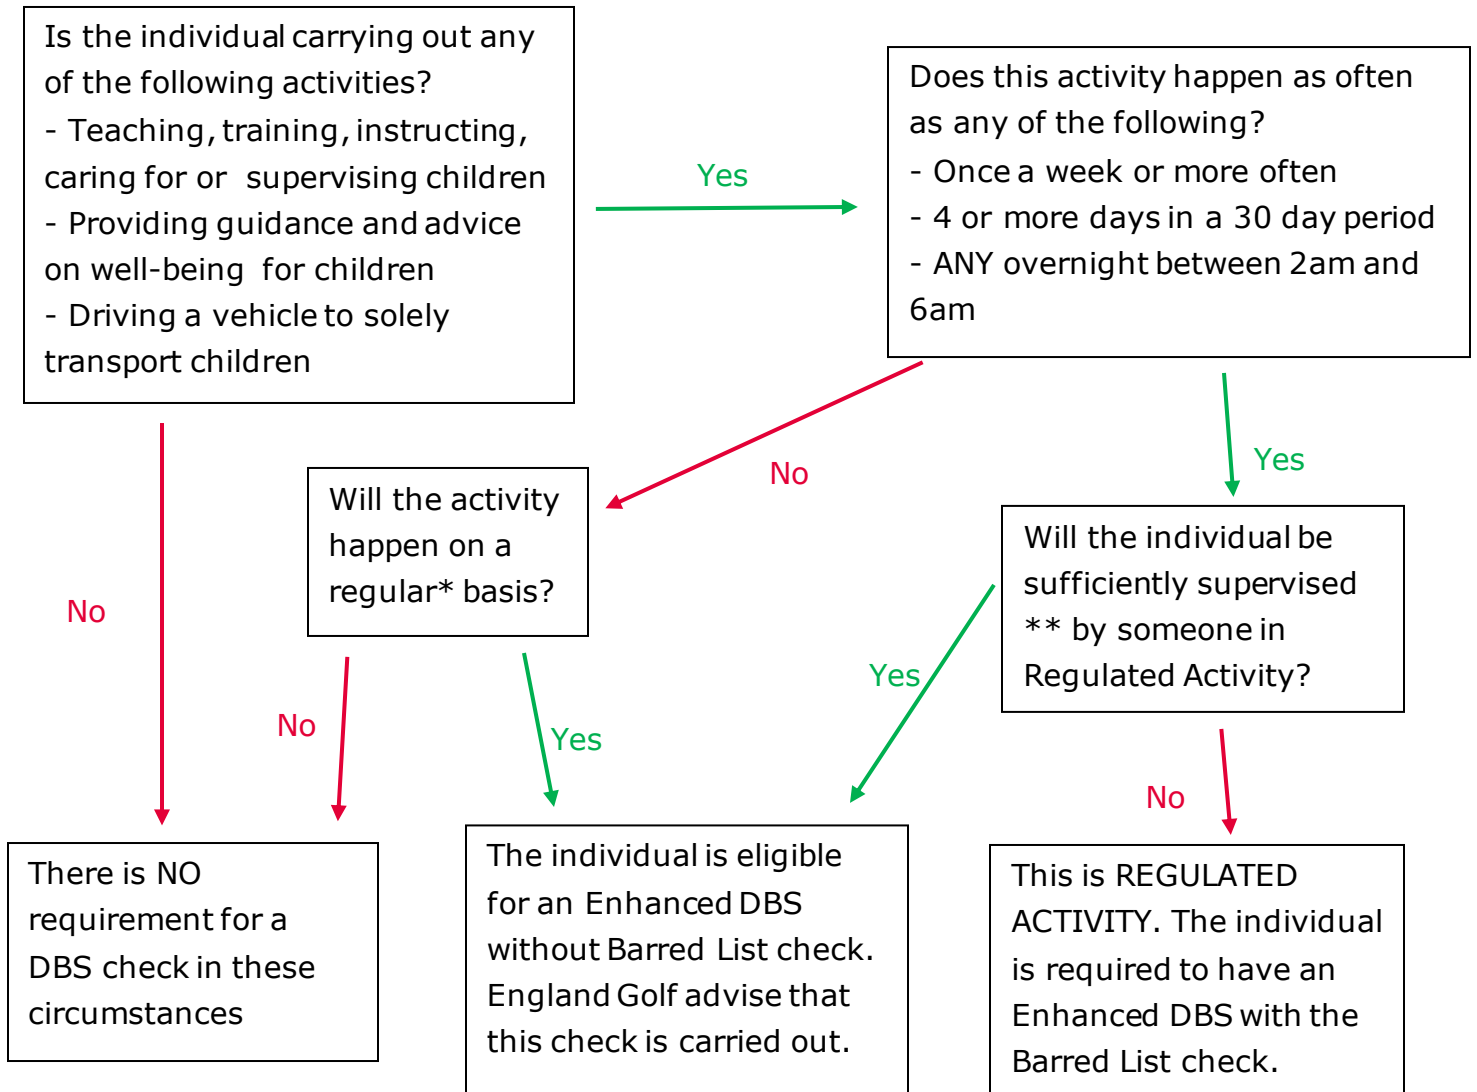 Is the individual carrying out any
of the following activities?
- Teaching, training, instructing,
caring for or supervising children
- Providing guidance and advice
on well-being for children
- Driving a vehicle to solely
transport children
Yes
Does this activity happen as often
as any of the following?
- Once a week or more often
- 4 or more days in a 30 day period
- ANY overnight between 2am and
6am
No
Yes
Will the activity
happen on a
regular* basis?
Will the individual be
sufficiently supervised
** by someone in
Regulated Activity?
No
No
Yes
Yes
No
There is NO
requirement for a
DBS check in these
circumstances
The individual is eligible
for an Enhanced DBS
without Barred List check.
England Golf advise that
this check is carried out.
This is REGULATED
ACTIVITY. The individual
is required to have an
Enhanced DBS with the
Barred List check.